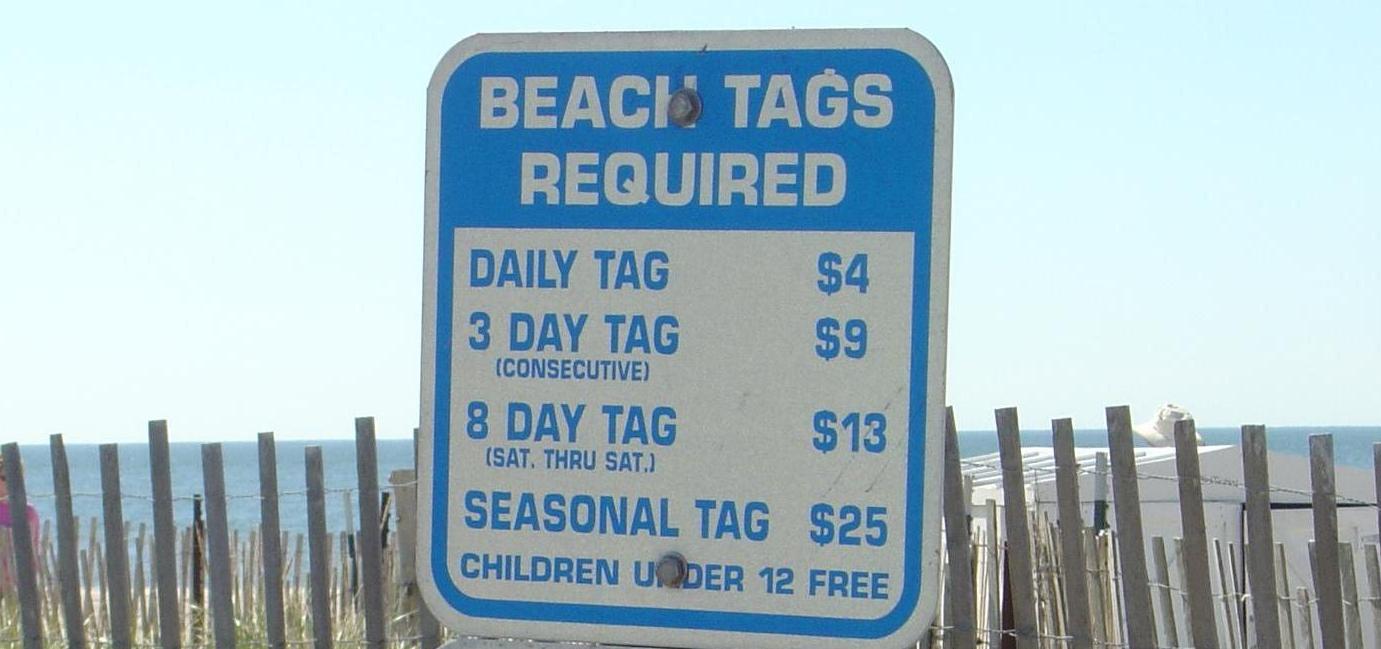 BEACH TAGS
REQUIRED
DAILY TAG $4
3 DAY TAG $9
(CONSECUTIVE)
8 DAY TAG $13
(SAT. THRU SAT.)
SEASONAL TAG $25
CHILDREN UNDER 12 FREE